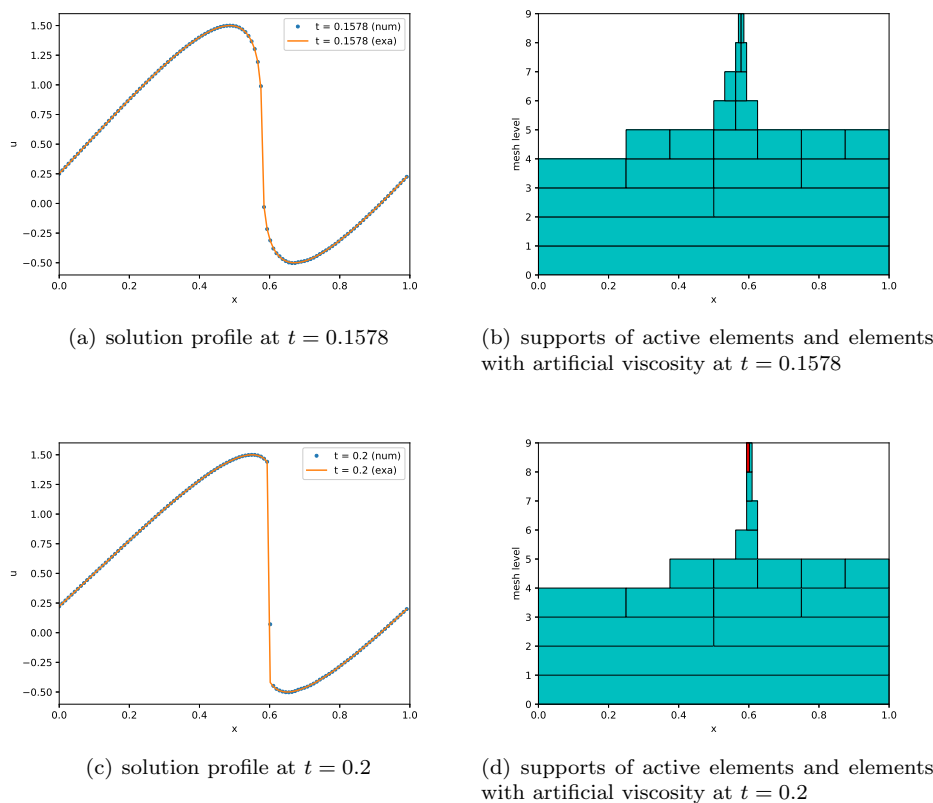 1.50
1.25
1.00
0.75
0.50
0.25
0.00
−0.25
−0.50
u
0.0 0.2 0.4 0.6 0.8 1.0
x
t = 0.1578 (num)
t = 0.1578 (exa)
(a) solution profile at t = 0.1578
9
8
7
6
5
4
3
2
1
0
mesh level
0.0 0.2 0.4 0.6 0.8 1.0
x
(b) supports of active elements and elements
with artificial viscosity at t = 0.1578
1.50
1.25
1.00
0.75
0.50
0.25
0.00
−0.25
−0.50
u
0.0 0.2 0.4 0.6 0.8 1.0
x
t = 0.2 (num)
t = 0.2 (exa)
(c) solution profile at t = 0.2
9
8
7
6
5
4
3
2
1
0
mesh level
0.0 0.2 0.4 0.6 0.8 1.0
x
(d) supports of active elements and elements
with artificial viscosity at t = 0.2